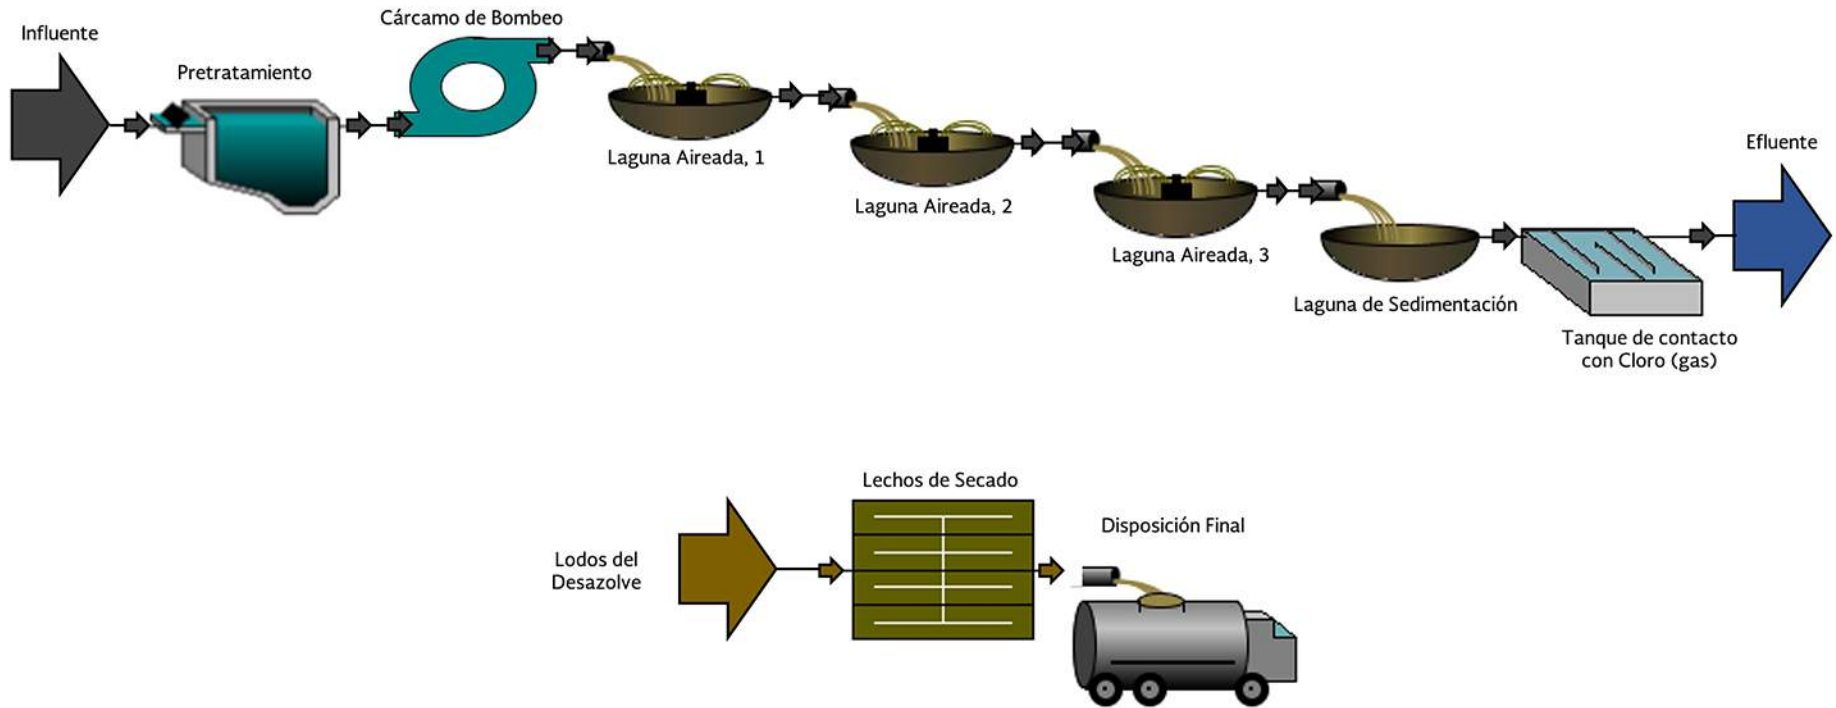 Influente
Pretratamiento
Cárcamo de Bombeo
Laguna Aireada, 1
Laguna Aireada, 2
Laguna Aireada, 3
Laguna de Sedimentación
Tanque de contacto
con Cloro (gas)
Efluente
Lodos del
Desazolve
Lechos de Secado
Disposición Final